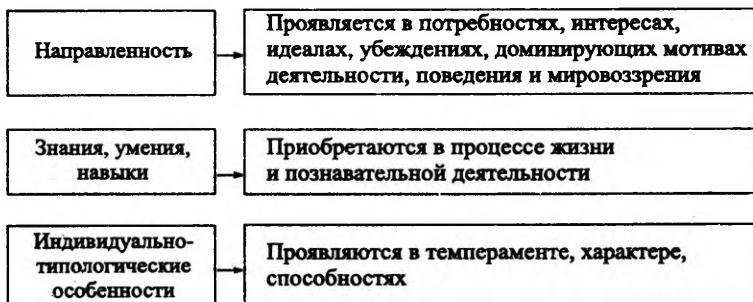 Направленность
Проявляется в потребностях, интересах,
идеалах, убеждениях, доминирующих мотивах
деятельности, поведения и мировоззрения
Знания, умения,
навыки
Приобретаются в процессе жизни
и познавательной деятельности
Индивидуально-
типологические
особенности
Проявляются в темпераменте, характере,
способностях